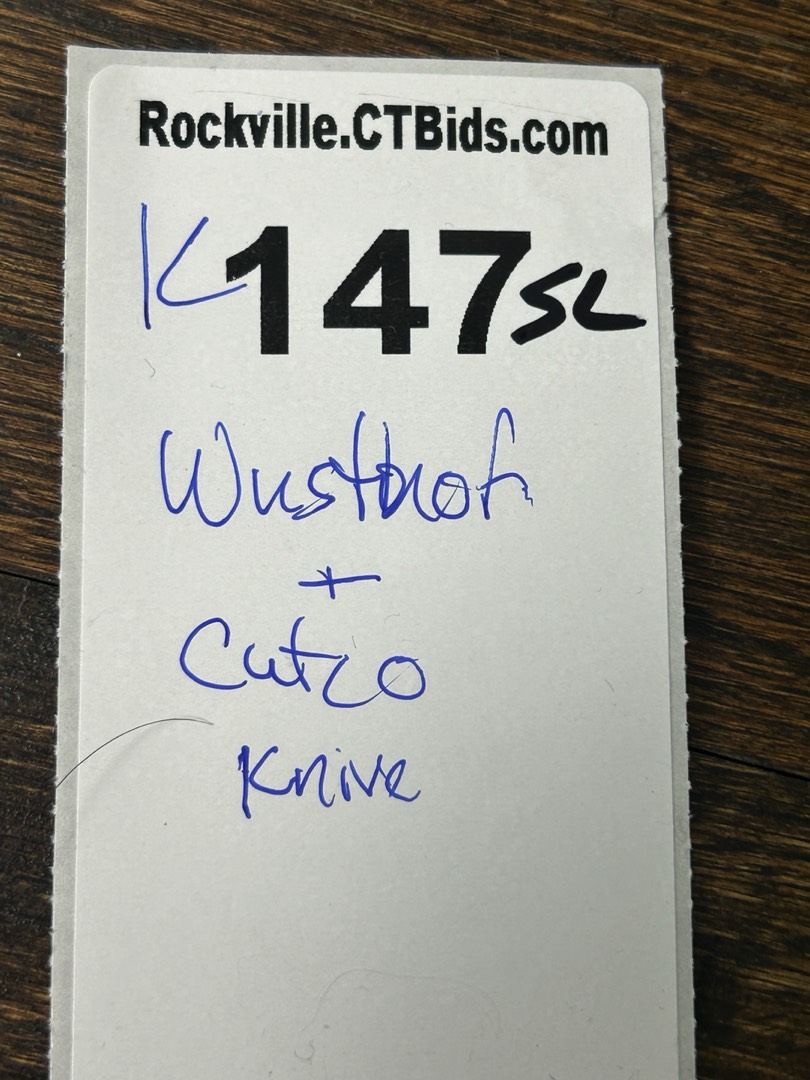 Rockville.CTBids.com
K147SL
Wusthof
+
Cutco
Knive